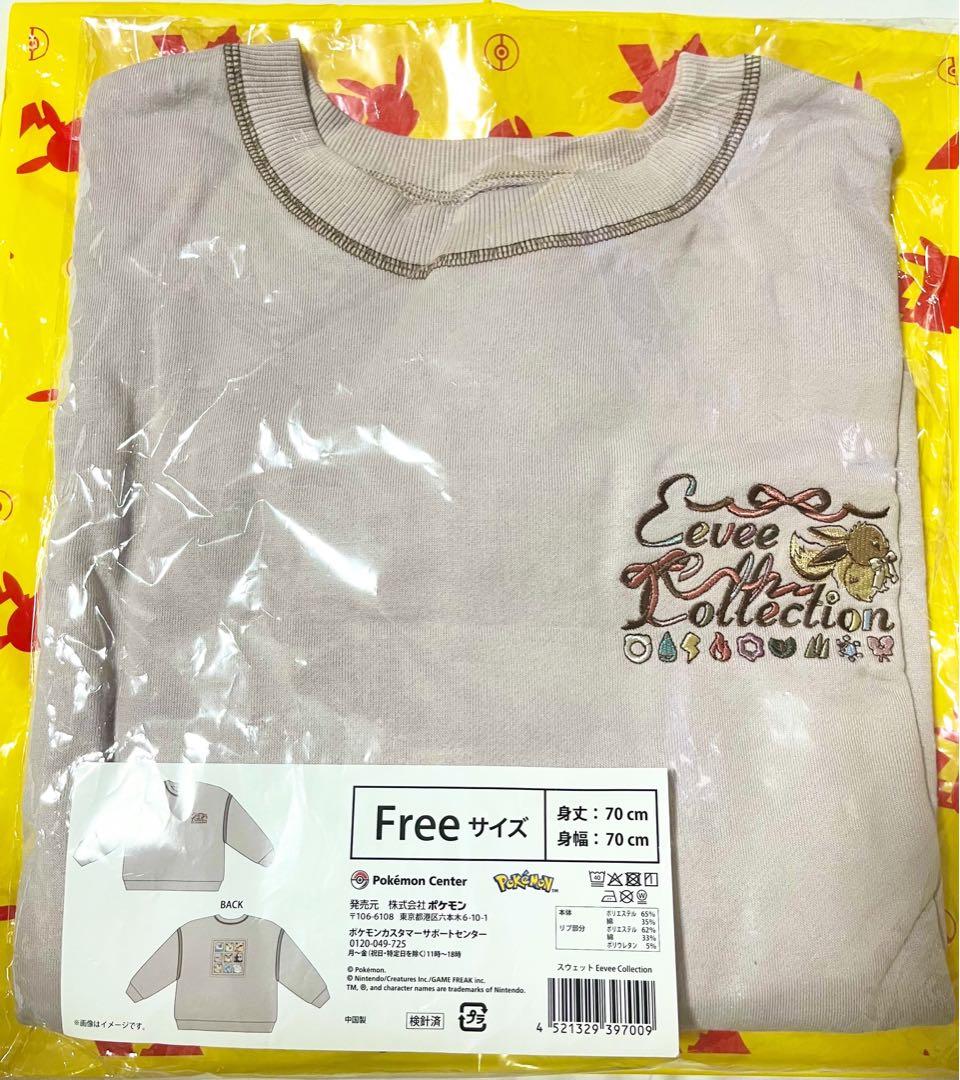 Eevee
Collection
Free サイズ
身丈：70 cm
身幅：70 cm
Pokémon Center
POKÉMON™
40
発売元　株式会社ポケモン
〒106-6108　東京都港区六本木6-10-1
ポケモンカスタマーサポートセンター
0120-049-725
月～金（祝日・特定日を除く）11時～18時
本体　ポリエステル 65%
綿 35%
リブ部分　ポリエステル 62%
綿 33%
ポリウレタン 5%
© Pokémon.
© Nintendo/Creatures Inc./GAME FREAK inc.
TM, ®, and character names are trademarks of Nintendo.
スウェット Eevee Collection
BACK
※画像はイメージです。
中国製
検針済
プラ
4 521329 397009